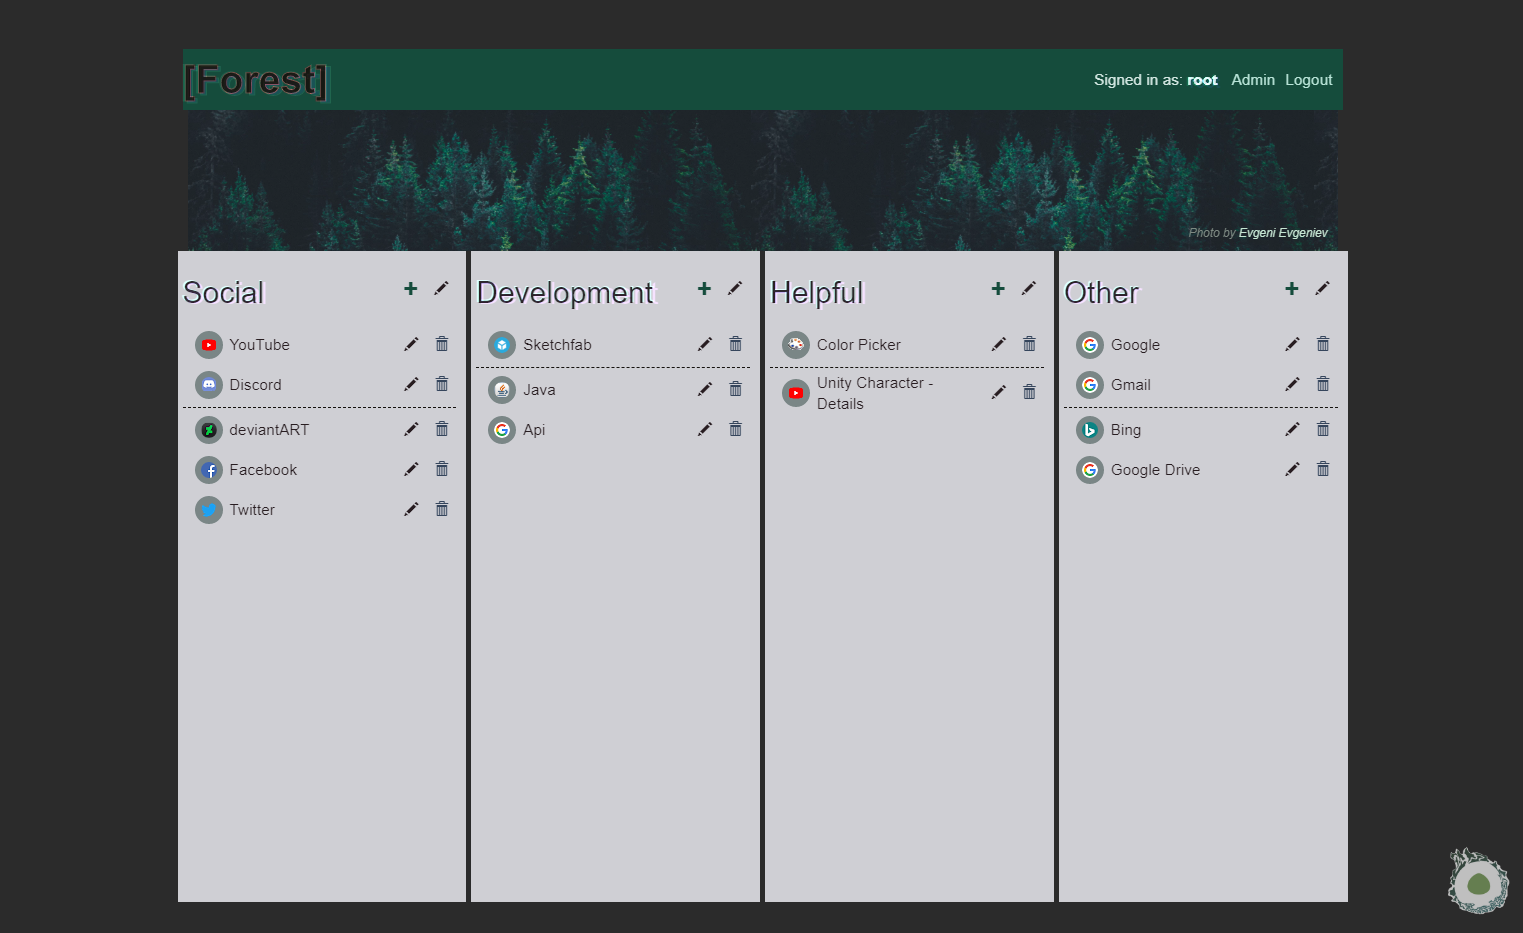 [Forest]
Signed in as: root Admin Logout
Photo by Evgeni Evgeniev
Social
YouTube
Discord
deviantART
Facebook
Twitter
Development
Sketchfab
Java
Api
Helpful
Color Picker
Unity Character -
Details
Other
Google
Gmail
Bing
Google Drive